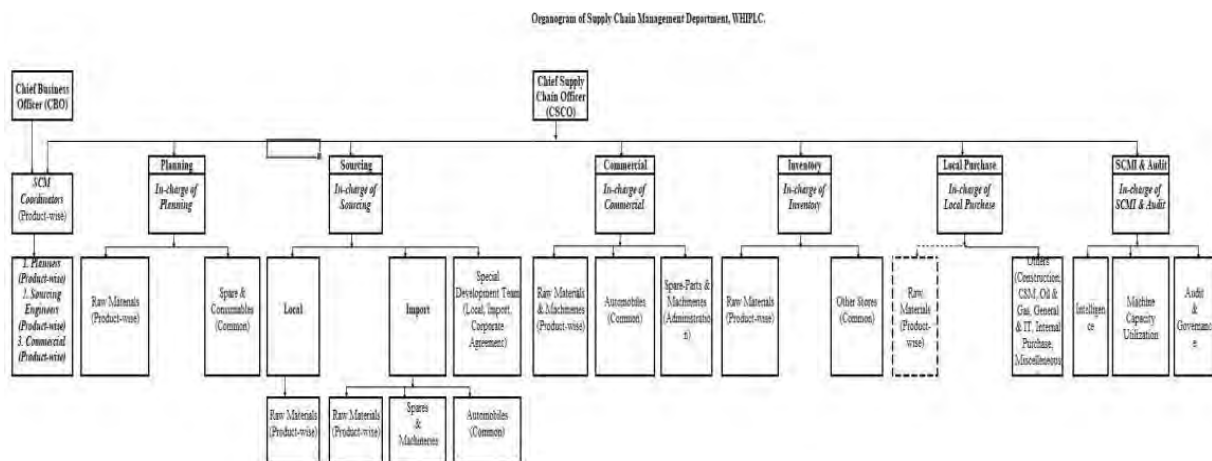 Organogram of Supply Chain Management Department, WHIPLC.
Chief Business
Officer (CBO)
Chief Supply
Chain Officer
(CSCO)
SCM
Coordinators
(Product-wise)
Planning
In-charge of
Planning
Sourcing
In-charge of
Sourcing
Commercial
In-charge of
Commercial
Inventory
In-charge of
Inventory
Local Purchase
In-charge of
Local Purchase
SCMI & Audit
In-charge of
SCMI & Audit
1. Planners
(Product-wise)
2. Sourcing
Engineers
(Product-wise)
3. Commercial
(Product-wise)
Raw Materials
(Product-wise)
Spare &
Consumables
(Common)
Local
Import
Special
Development Team
(Local, Import,
Corporate
Agreement)
Raw Materials
& Machineries
(Product-wise)
Automobiles
(Common)
Spare-Parts &
Machineries
(Administratio
n)
Raw Materials
(Product-wise)
Other Stores
(Common)
Raw
Materials
(Product-
wise)
Others
(Construction,
CSM, Oil &
Gas, General
& IT, Internal
Purchase,
Miscellaneous
Intellige
nce
Machine
Capacity
Utilization
Audit
&
Governanc
e
Raw Materials
(Product-wise)
Raw Materials
(Product-wise)
Spares
&
Machineries
Automobiles
(Common)